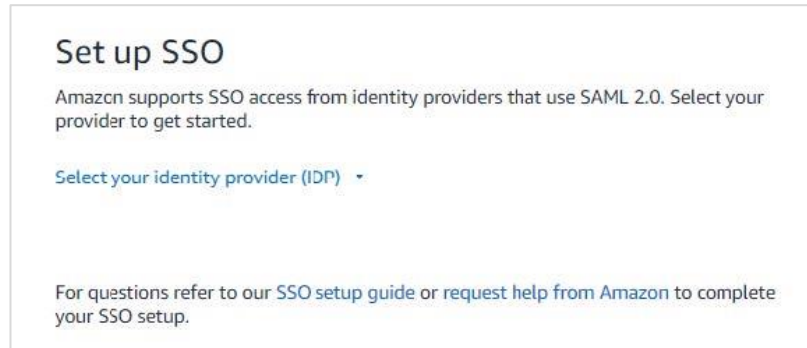 Set up SSO
Amazon supports SSO access from identity providers that use SAML 2.0. Select your
provider to get started.
Select your identity provider (IDP)
For questions refer to our SSO setup guide or request help from Amazon to complete
your SSO setup.